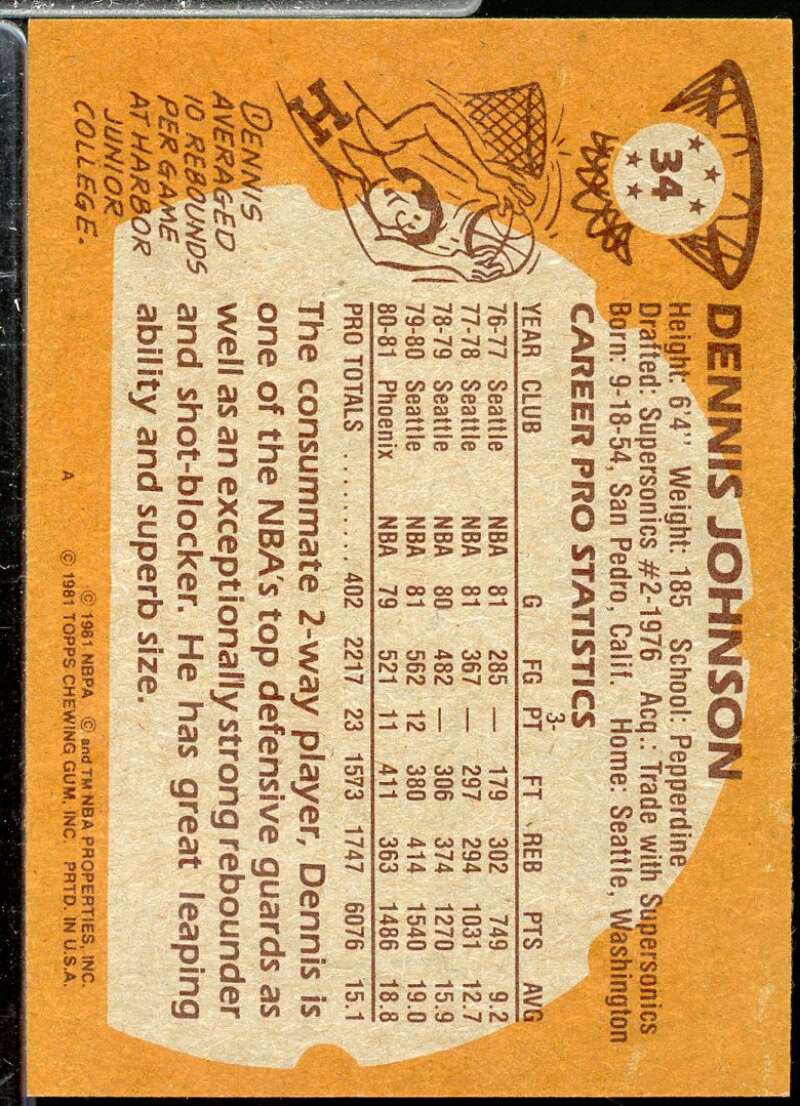 34
DENNIS JOHNSON
Height: 6'4" Weight: 185 School: Pepperdine
Drafted: Supersonics #2-1976 Acq.: Trade with Supersonics
Born: 9-18-54, San Pedro, Calif. Home: Seattle, Washington
CAREER PRO STATISTICS
3-
YEAR CLUB G FG PT FT REB PTS AVG
76-77 Seattle NBA 81 285 — 179 302 749 9.2
77-78 Seattle NBA 81 367 — 297 294 1031 12.7
78-79 Seattle NBA 80 482 — 306 374 1270 15.9
79-80 Seattle NBA 81 562 12 380 414 1540 19.0
80-81 Phoenix NBA 79 521 11 411 363 1486 18.8
PRO TOTALS .......... 402 2217 23 1573 1747 6076 15.1
The consummate 2-way player, Dennis is
one of the NBA's top defensive guards as
well as an exceptionally strong rebounder
and shot-blocker. He has great leaping
ability and superb size.
H
DENNIS
AVERAGED
10 REBOUNDS
PER GAME
AT HARBOR
JUNIOR
COLLEGE.
© 1981 NBPA © and TM NBA PROPERTIES, INC.
A © 1981 TOPPS CHEWING GUM, INC. PRTD. IN U.S.A.